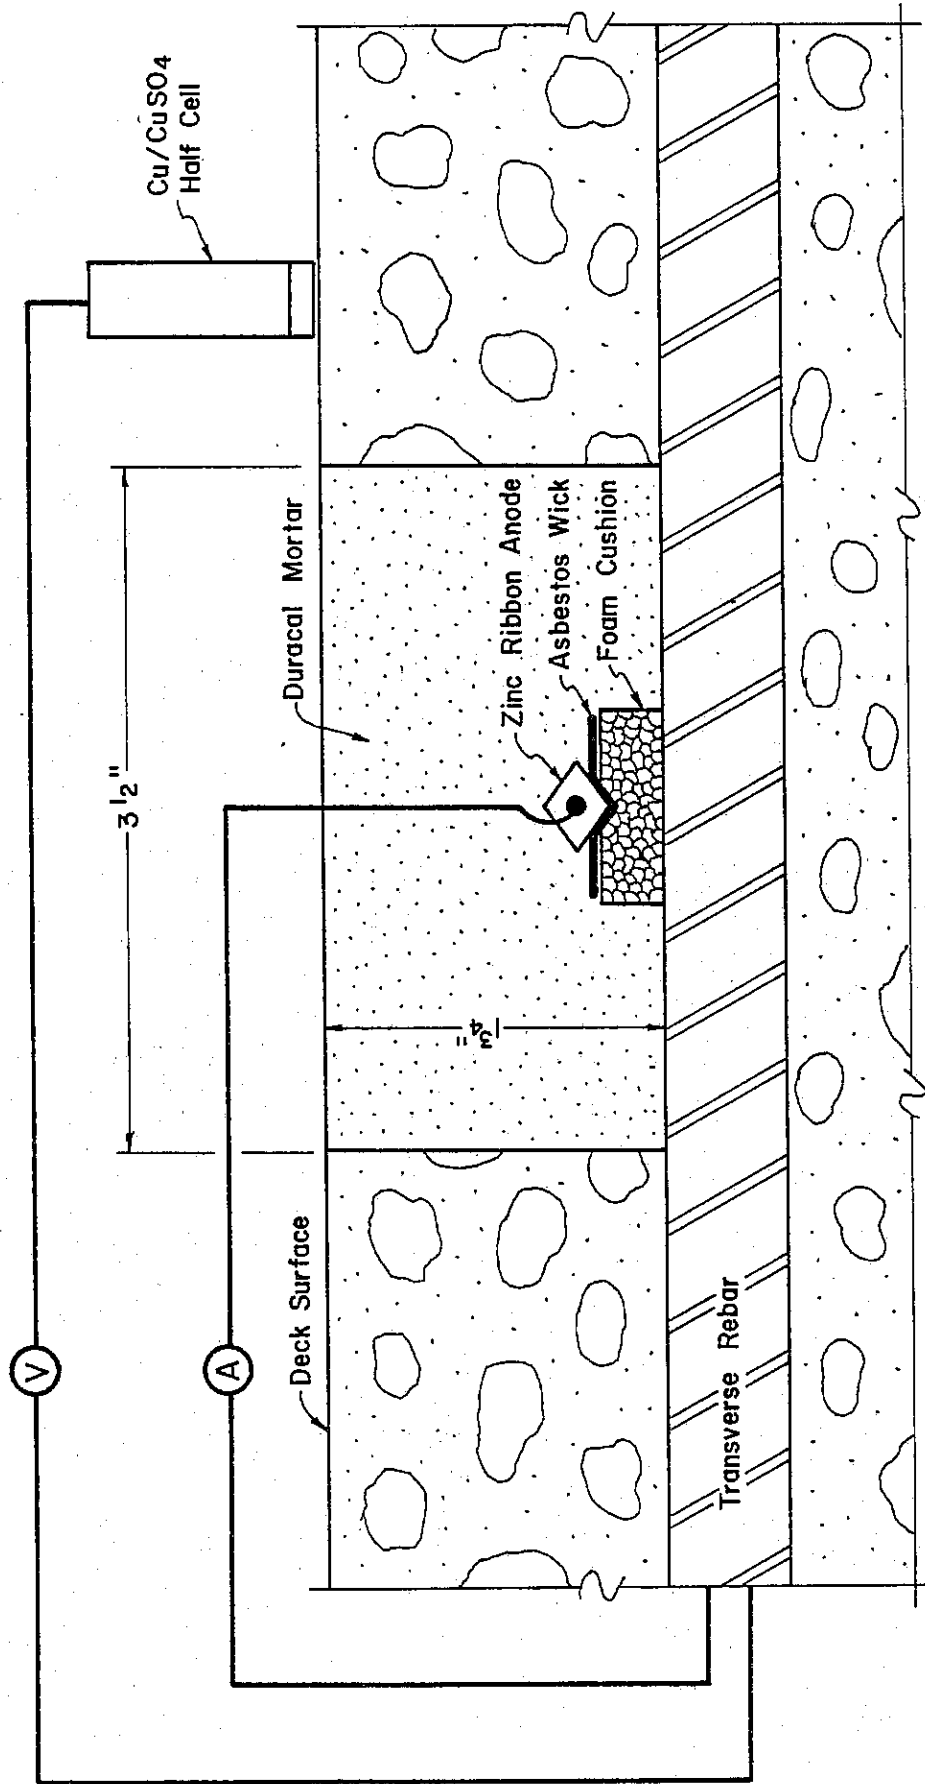 V
A
Cu/CuSO4
Half Cell
3 1/2"
Duracal Mortar
Deck Surface
1 3/4"
Zinc Ribbon Anode
Asbestos Wick
Foam Cushion
Transverse Rebar